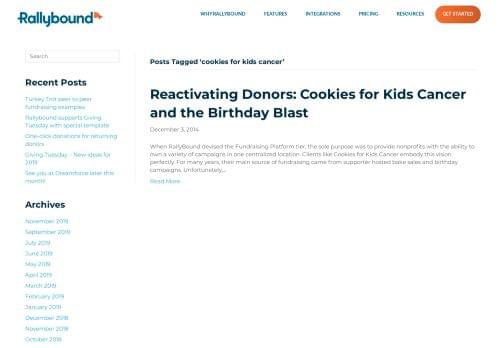 Rallybound
WHY RALLYBOUND
FEATURES
INTEGRATIONS
PRICING
RESOURCES
GET STARTED
Search
Recent Posts
Turkey Trot peer to peer
fundraising examples
Rallybound supports Giving
Tuesday with special template
One-click donations for returning
donors
Giving Tuesday – New ideas for
2019
See you at Dreamforce later this
month!
Archives
November 2019
September 2019
July 2019
June 2019
May 2019
April 2019
March 2019
February 2019
January 2019
December 2018
November 2018
October 2018
Posts Tagged ‘cookies for kids cancer’
Reactivating Donors: Cookies for Kids Cancer
and the Birthday Blast
December 3, 2014
When RallyBound devised the Fundraising Platform tier, the sole purpose was to provide nonprofits with the ability to
own a variety of campaigns in one centralized location. Clients like Cookies for Kids Cancer embody this vision
perfectly. For many years, their main source of fundraising came from supporter hosted bake sales and birthday
campaigns. Unfortunately,...
Read More